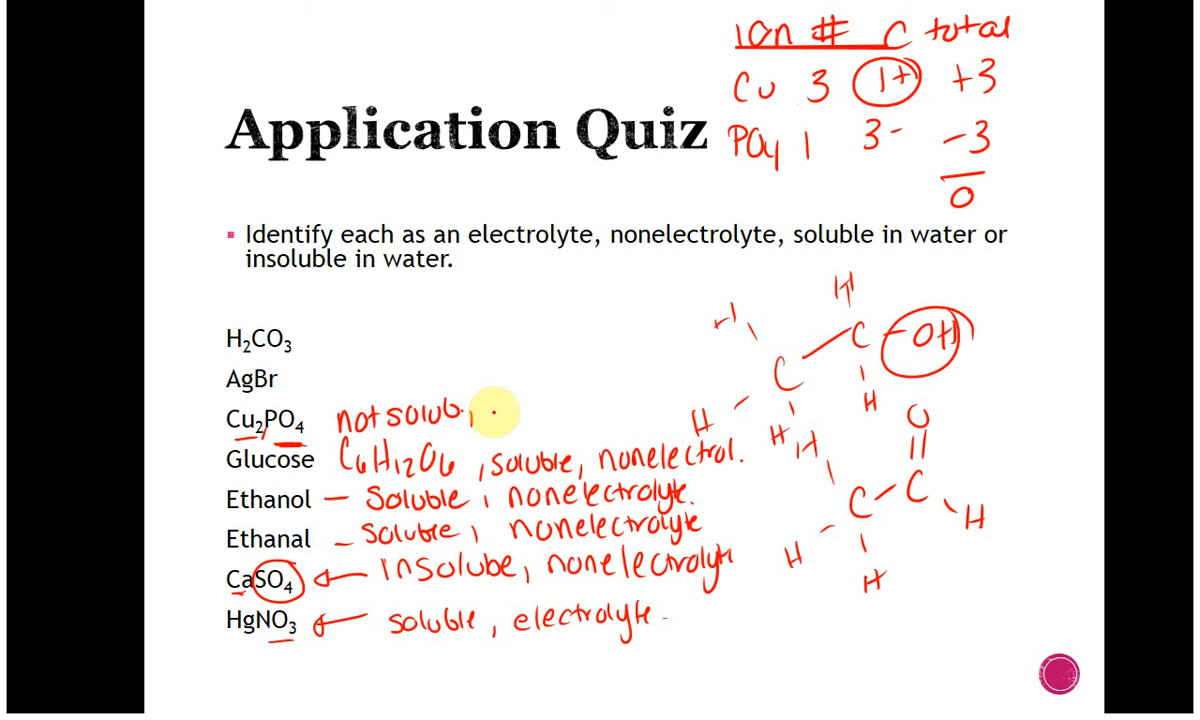 ion # C total
Cu 3 1+ +3
Application Quiz
PO4 1 3- -3
0
▪ Identify each as an electrolyte, nonelectrolyte, soluble in water or
insoluble in water.
H
H
C C -OH
H₂CO₃
AgBr
H H
Cu₂PO₄ not solub.,
H O
Glucose C6H12O6, soluble, nonelectrol.
H
Ethanol - Soluble, nonelectrolyte.
C-C
H
Ethanal - Soluble, nonelectrolyte
H
CaSO₄ ← insolube, nonelectrolyte
H
HgNO₃ ← soluble, electrolyte.